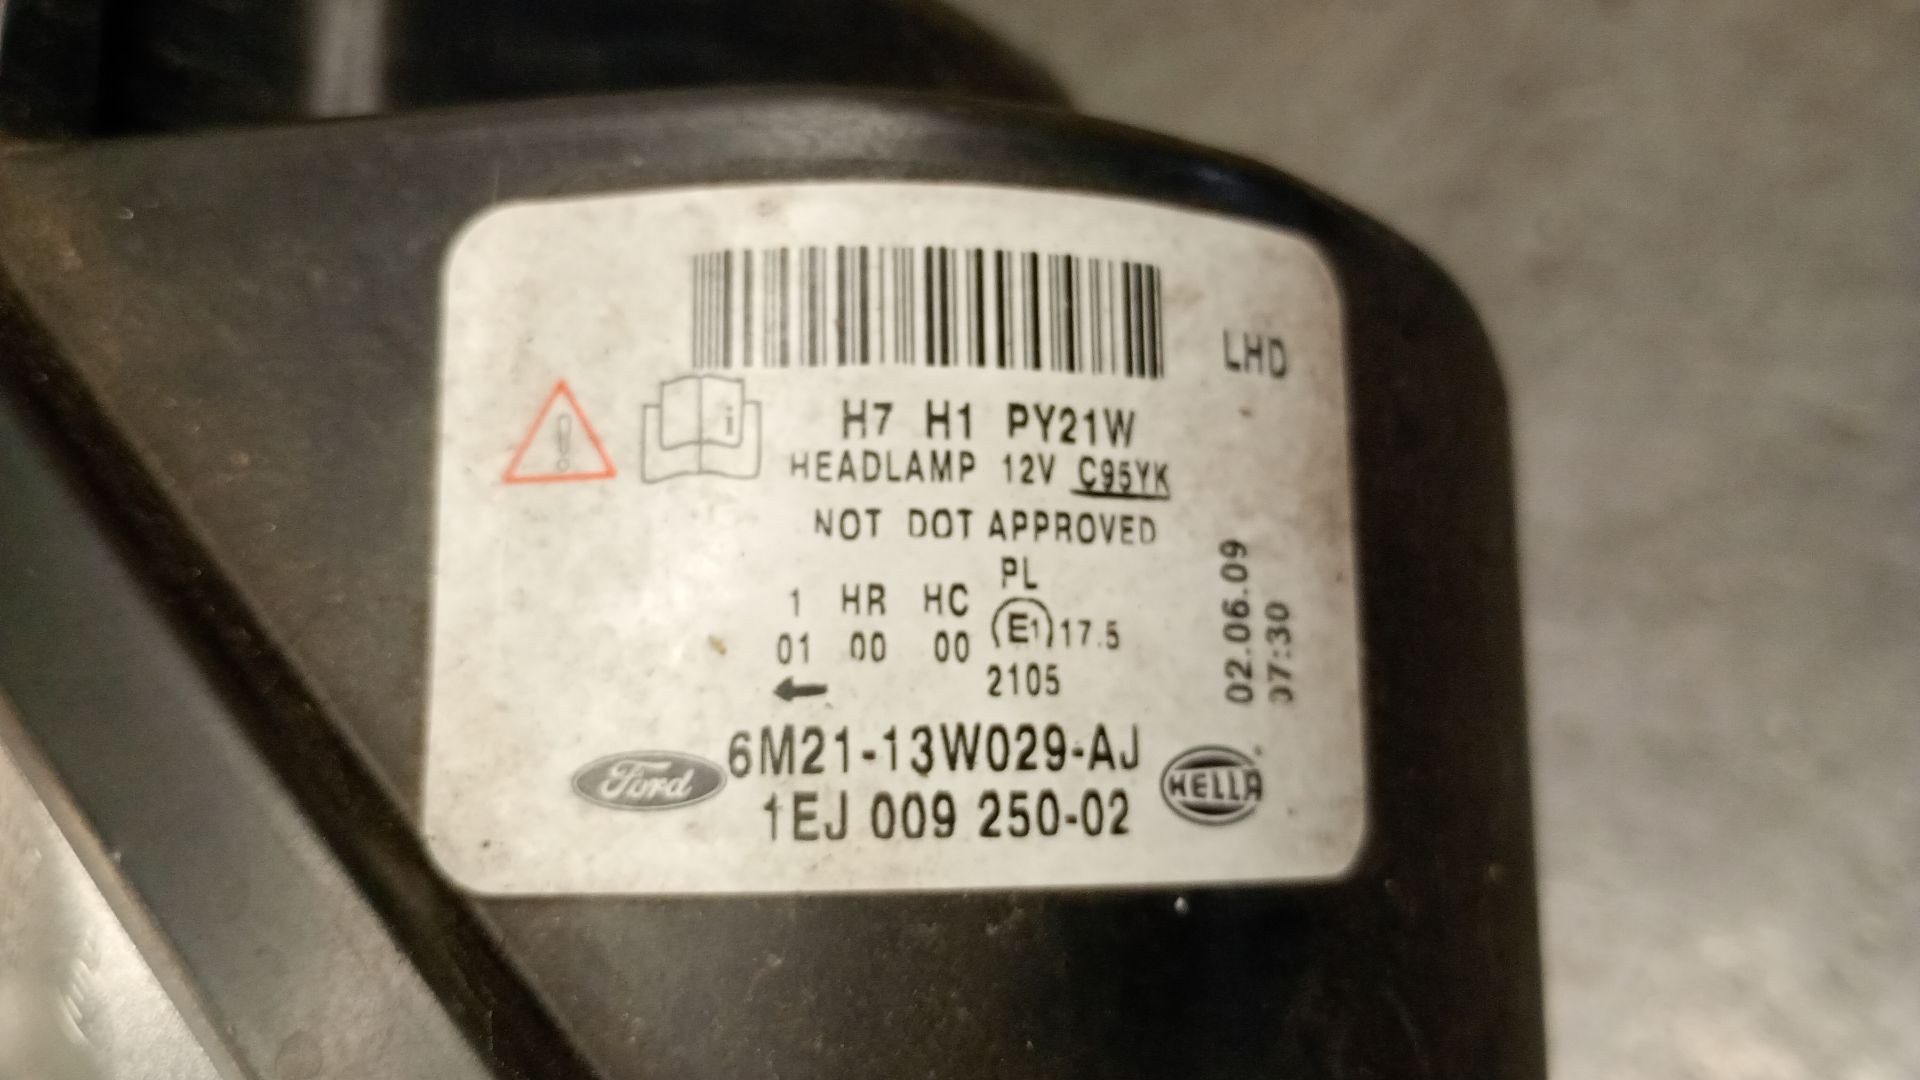 LHD
i
H7 H1 PY21W
HEADLAMP 12V C95YK
NOT DOT APPROVED
PL
1 HR HC
01 00 00 E1 17.5
2105
02.06.09
07:30
6M21-13W029-AJ
Ford
HELLA
1EJ 009 250-02